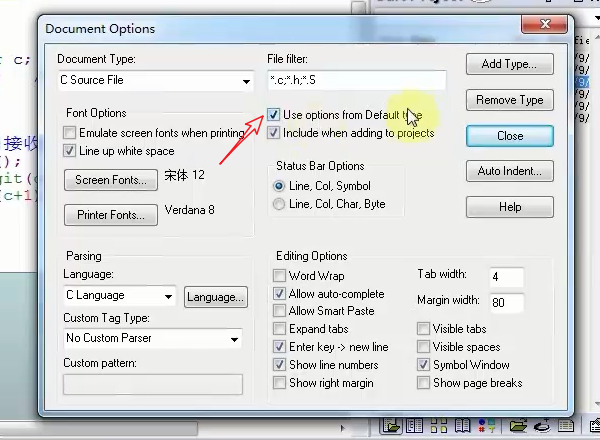 Document Options
Document Type:
C Source File
File filter:
*.c;*.h;*.S
Add Type...
Remove Type
Close
Auto Indent...
Help
Font Options
Emulate screen fonts when printing
Line up white space
Screen Fonts...
宋体 12
Printer Fonts...
Verdana 8
Use options from Default type
Include when adding to projects
Status Bar Options
Line, Col, Symbol
Line, Col, Char, Byte
Parsing
Language:
C Language
Language...
Custom Tag Type:
No Custom Parser
Custom pattern:
Editing Options
Word Wrap
Allow auto-complete
Allow Smart Paste
Expand tabs
Enter key -> new line
Show line numbers
Show right margin
Tab width:
4
Margin width:
80
Visible tabs
Visible spaces
Symbol Window
Show page breaks
c;
接收
();
git(c
(c+1)